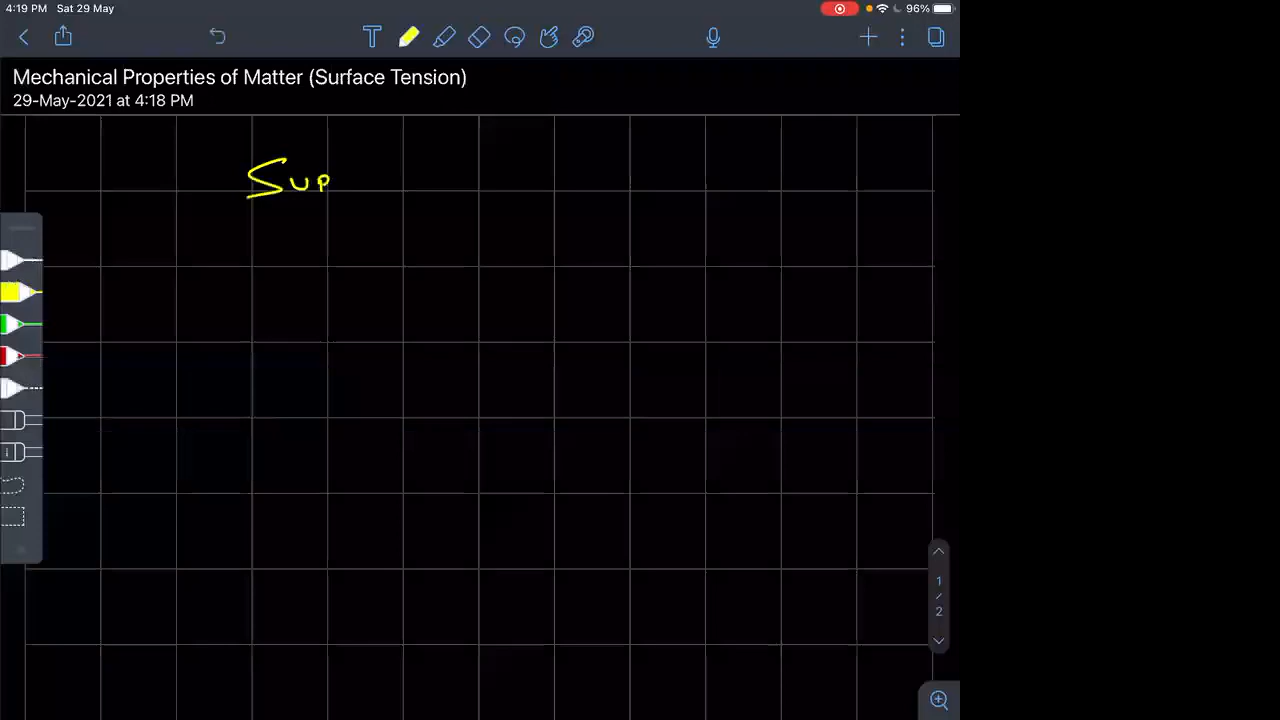 4:19 PM Sat 29 May 96%
T
Mechanical Properties of Matter (Surface Tension)
29-May-2021 at 4:18 PM
Sup
1
/
2